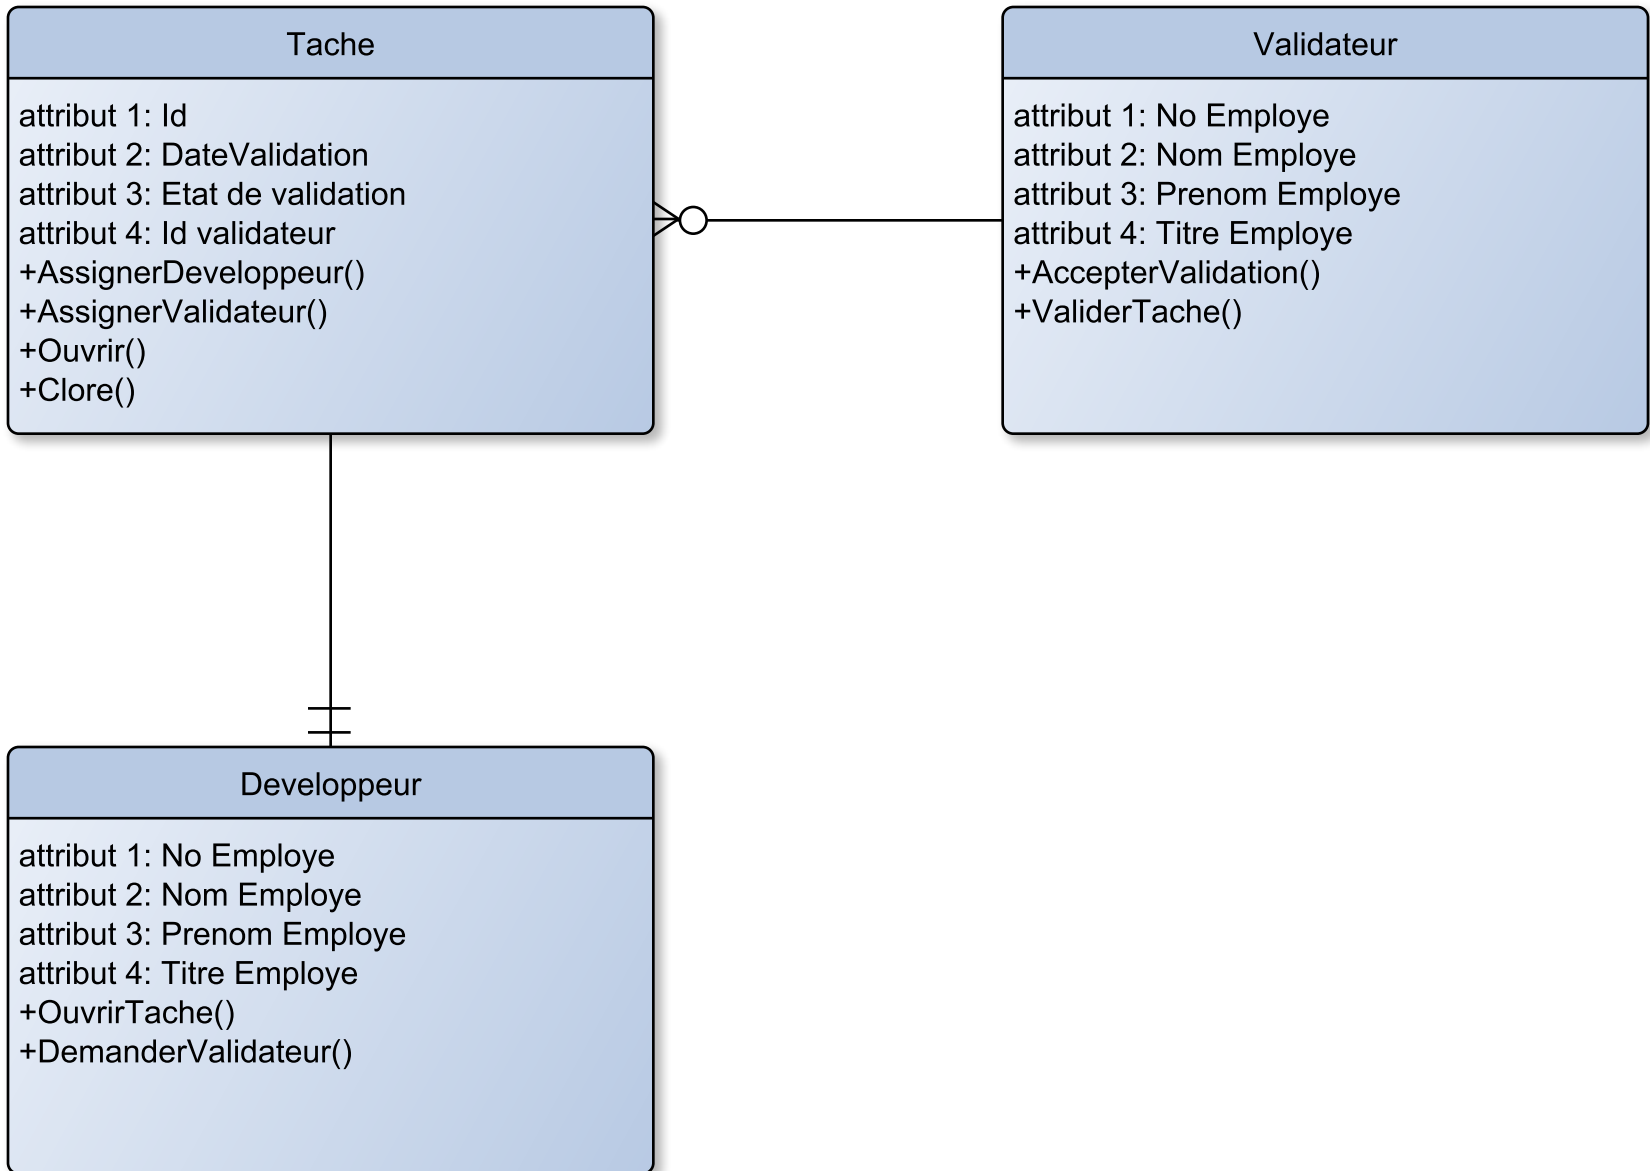 Tache
attribut 1: Id
attribut 2: DateValidation
attribut 3: Etat de validation
attribut 4: Id validateur
+AssignerDeveloppeur()
+AssignerValidateur()
+Ouvrir()
+Clore()
Validateur
attribut 1: No Employe
attribut 2: Nom Employe
attribut 3: Prenom Employe
attribut 4: Titre Employe
+AccepterValidation()
+ValiderTache()
Developpeur
attribut 1: No Employe
attribut 2: Nom Employe
attribut 3: Prenom Employe
attribut 4: Titre Employe
+OuvrirTache()
+DemanderValidateur()